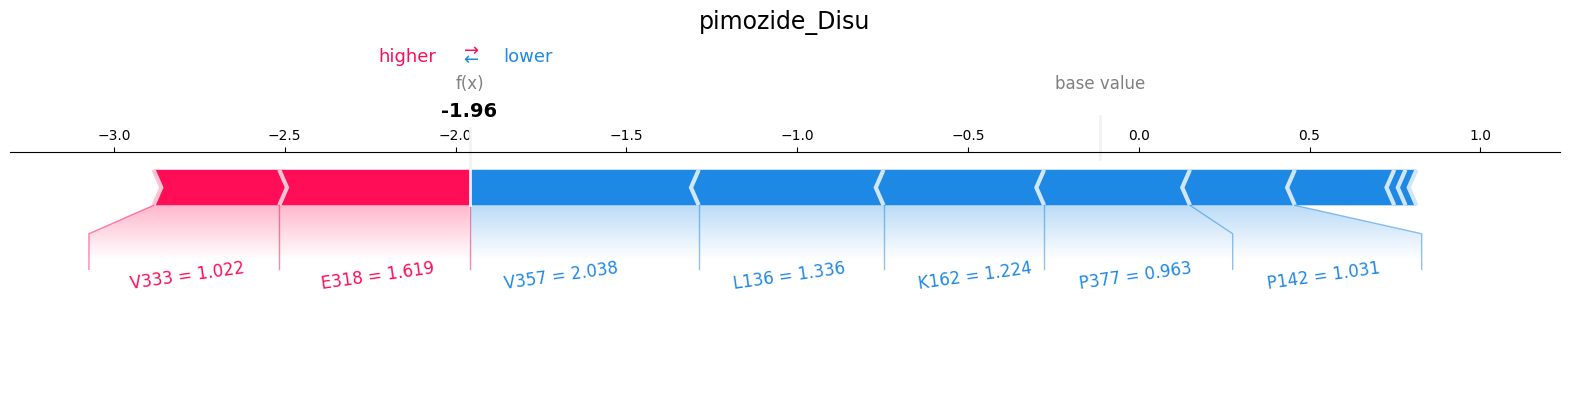 pimozide_Disu
higher ⇄ lower
f(x) base value
-1.96
−3.0 −2.5 −2.0 −1.5 −1.0 −0.5 0.0 0.5 1.0
V333 = 1.022 E318 = 1.619 V357 = 2.038 L136 = 1.336 K162 = 1.224 P377 = 0.963 P142 = 1.031